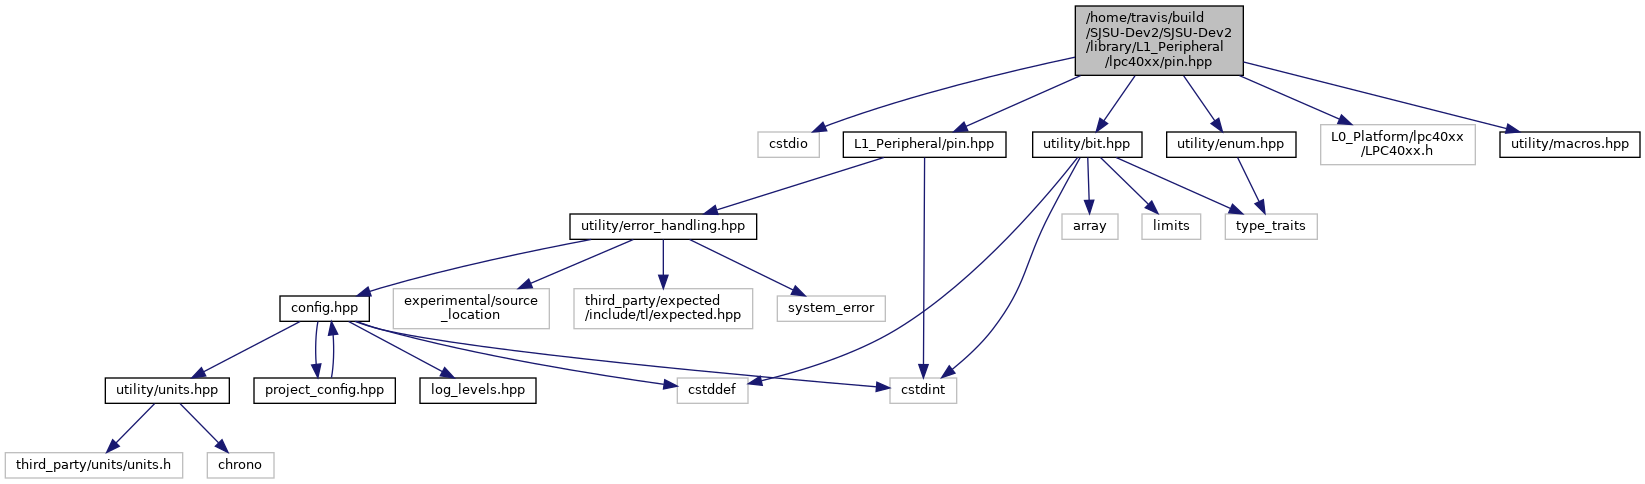 /home/travis/build
/SJSU-Dev2/SJSU-Dev2
/library/L1_Peripheral
/lpc40xx/pin.hpp
cstdio
L1_Peripheral/pin.hpp
utility/bit.hpp
utility/enum.hpp
L0_Platform/lpc40xx
/LPC40xx.h
utility/macros.hpp
utility/error_handling.hpp
array
limits
type_traits
config.hpp
experimental/source
_location
third_party/expected
/include/tl/expected.hpp
system_error
utility/units.hpp
project_config.hpp
log_levels.hpp
cstddef
cstdint
third_party/units/units.h
chrono